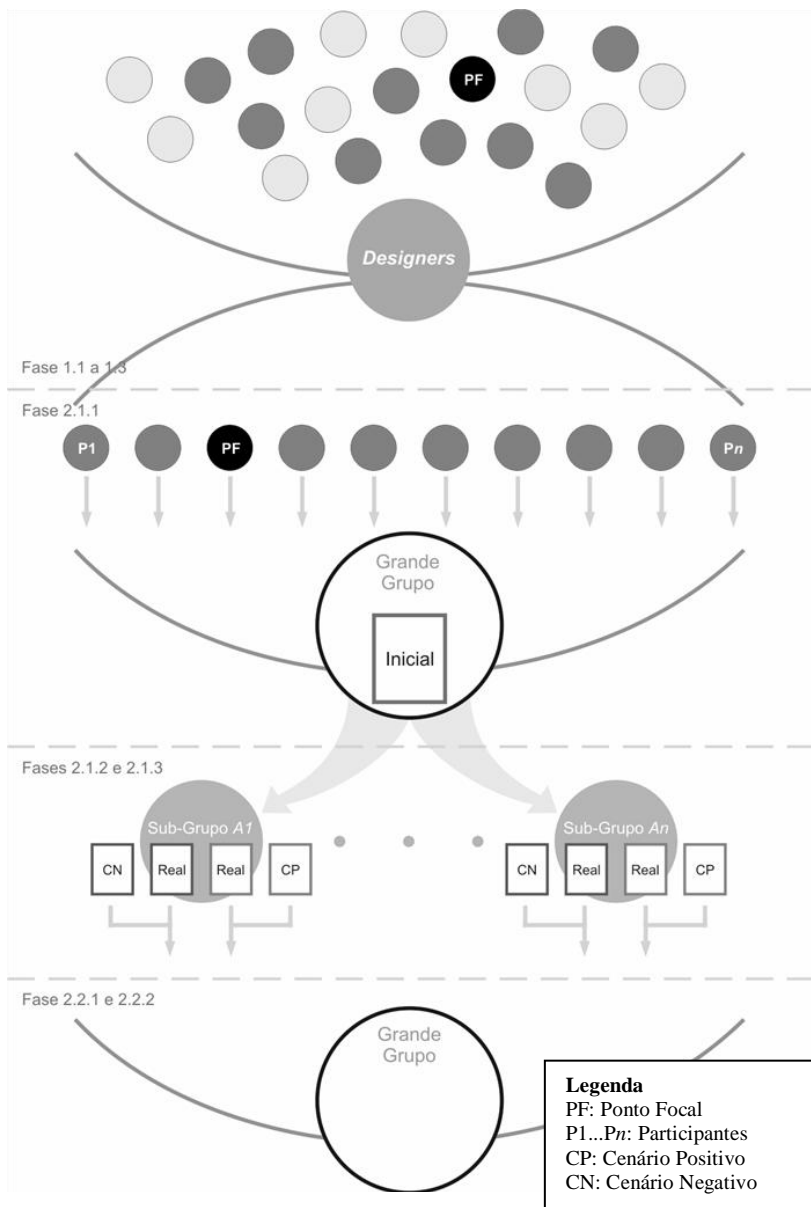 PF
Designers
Fase 1.1 a 1.3
Fase 2.1.1
P1
PF
Pn
Grande
Grupo
Inicial
Fases 2.1.2 e 2.1.3
Sub-Grupo A1
Sub-Grupo An
CN
Real
Real
CP
CN
Real
Real
CP
Fase 2.2.1 e 2.2.2
Grande
Grupo
Legenda
PF: Ponto Focal
P1...Pn: Participantes
CP: Cenário Positivo
CN: Cenário Negativo